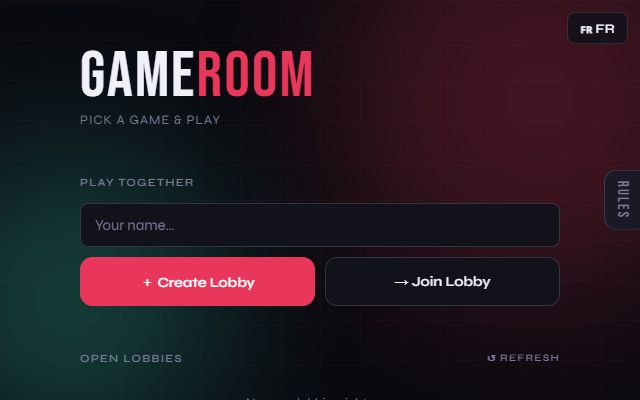 FR FR
GAMEROOM
PICK A GAME & PLAY
PLAY TOGETHER
RULES
Your name...
+ Create Lobby
→ Join Lobby
OPEN LOBBIES
↺ REFRESH